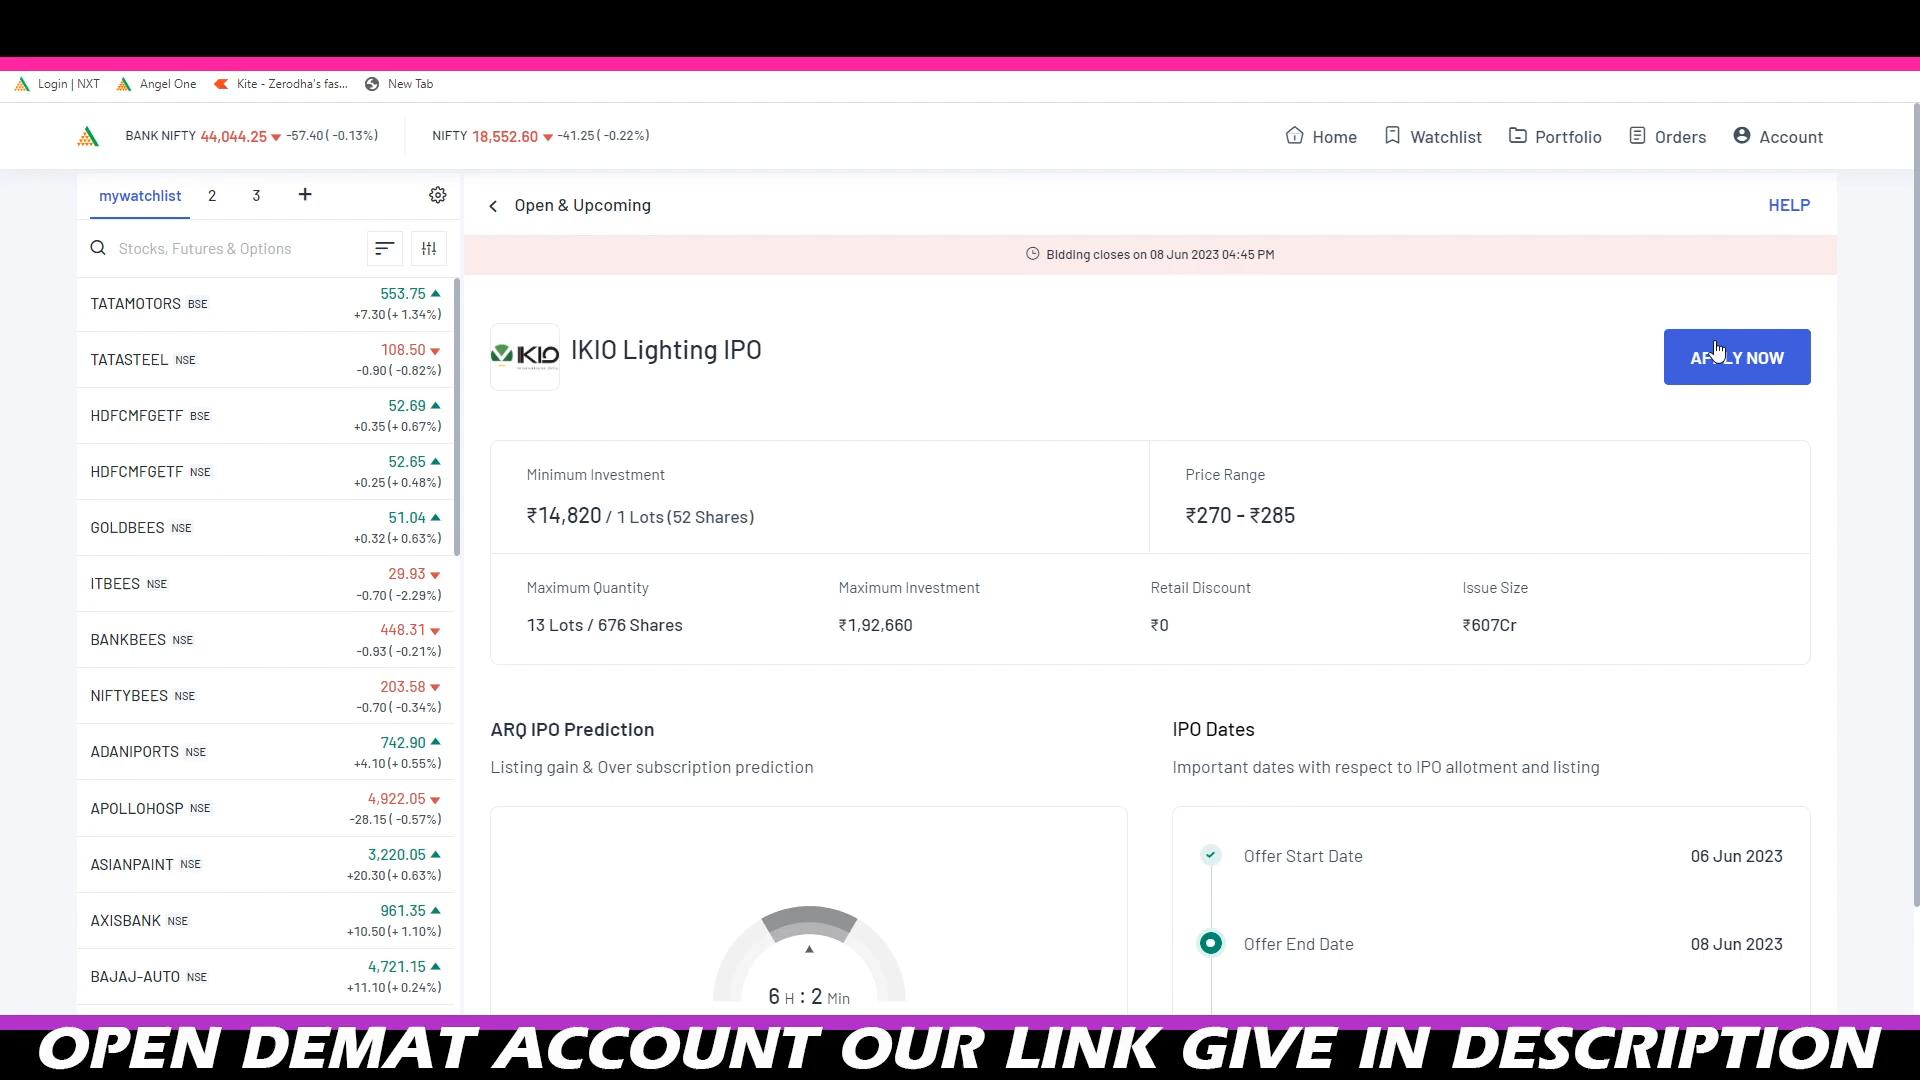 Login | NXT
Angel One
Kite - Zerodha's fas...
New Tab
BANK NIFTY 44,044.25 ▼ -57.40 ( -0.13%)
NIFTY 18,552.60 ▼ -41.25 ( -0.22%)
Home
Watchlist
Portfolio
Orders
Account
mywatchlist 2 3 +
Stocks, Futures & Options
TATAMOTORS BSE 553.75 ▲
+7.30 (+ 1.34%)
TATASTEEL NSE 108.50 ▼
-0.90 ( -0.82%)
HDFCMFGETF BSE 52.69 ▲
+0.35 (+ 0.67%)
HDFCMFGETF NSE 52.65 ▲
+0.25 (+ 0.48%)
GOLDBEES NSE 51.04 ▲
+0.32 (+ 0.63%)
ITBEES NSE 29.93 ▼
-0.70 ( -2.29%)
BANKBEES NSE 448.31 ▼
-0.93 ( -0.21%)
NIFTYBEES NSE 203.58 ▼
-0.70 ( -0.34%)
ADANIPORTS NSE 742.90 ▲
+4.10 (+ 0.55%)
APOLLOHOSP NSE 4,922.05 ▼
-28.15 ( -0.57%)
ASIANPAINT NSE 3,220.05 ▲
+20.30 (+ 0.63%)
AXISBANK NSE 961.35 ▲
+10.50 (+ 1.10%)
BAJAJ-AUTO NSE 4,721.15 ▲
+11.10 (+ 0.24%)
Open & Upcoming
HELP
Bidding closes on 08 Jun 2023 04:45 PM
IKIO
IKIO Lighting IPO
NOW
Minimum Investment
₹14,820 / 1 Lots (52 Shares)
Price Range
₹270 - ₹285
Maximum Quantity
13 Lots / 676 Shares
Maximum Investment
₹1,92,660
Retail Discount
₹0
Issue Size
₹607Cr
ARQ IPO Prediction
Listing gain & Over subscription prediction
6 H : 2 Min
IPO Dates
Important dates with respect to IPO allotment and listing
Offer Start Date 06 Jun 2023
Offer End Date 08 Jun 2023
OPEN DEMAT ACCOUNT OUR LINK GIVE IN DESCRIPTION